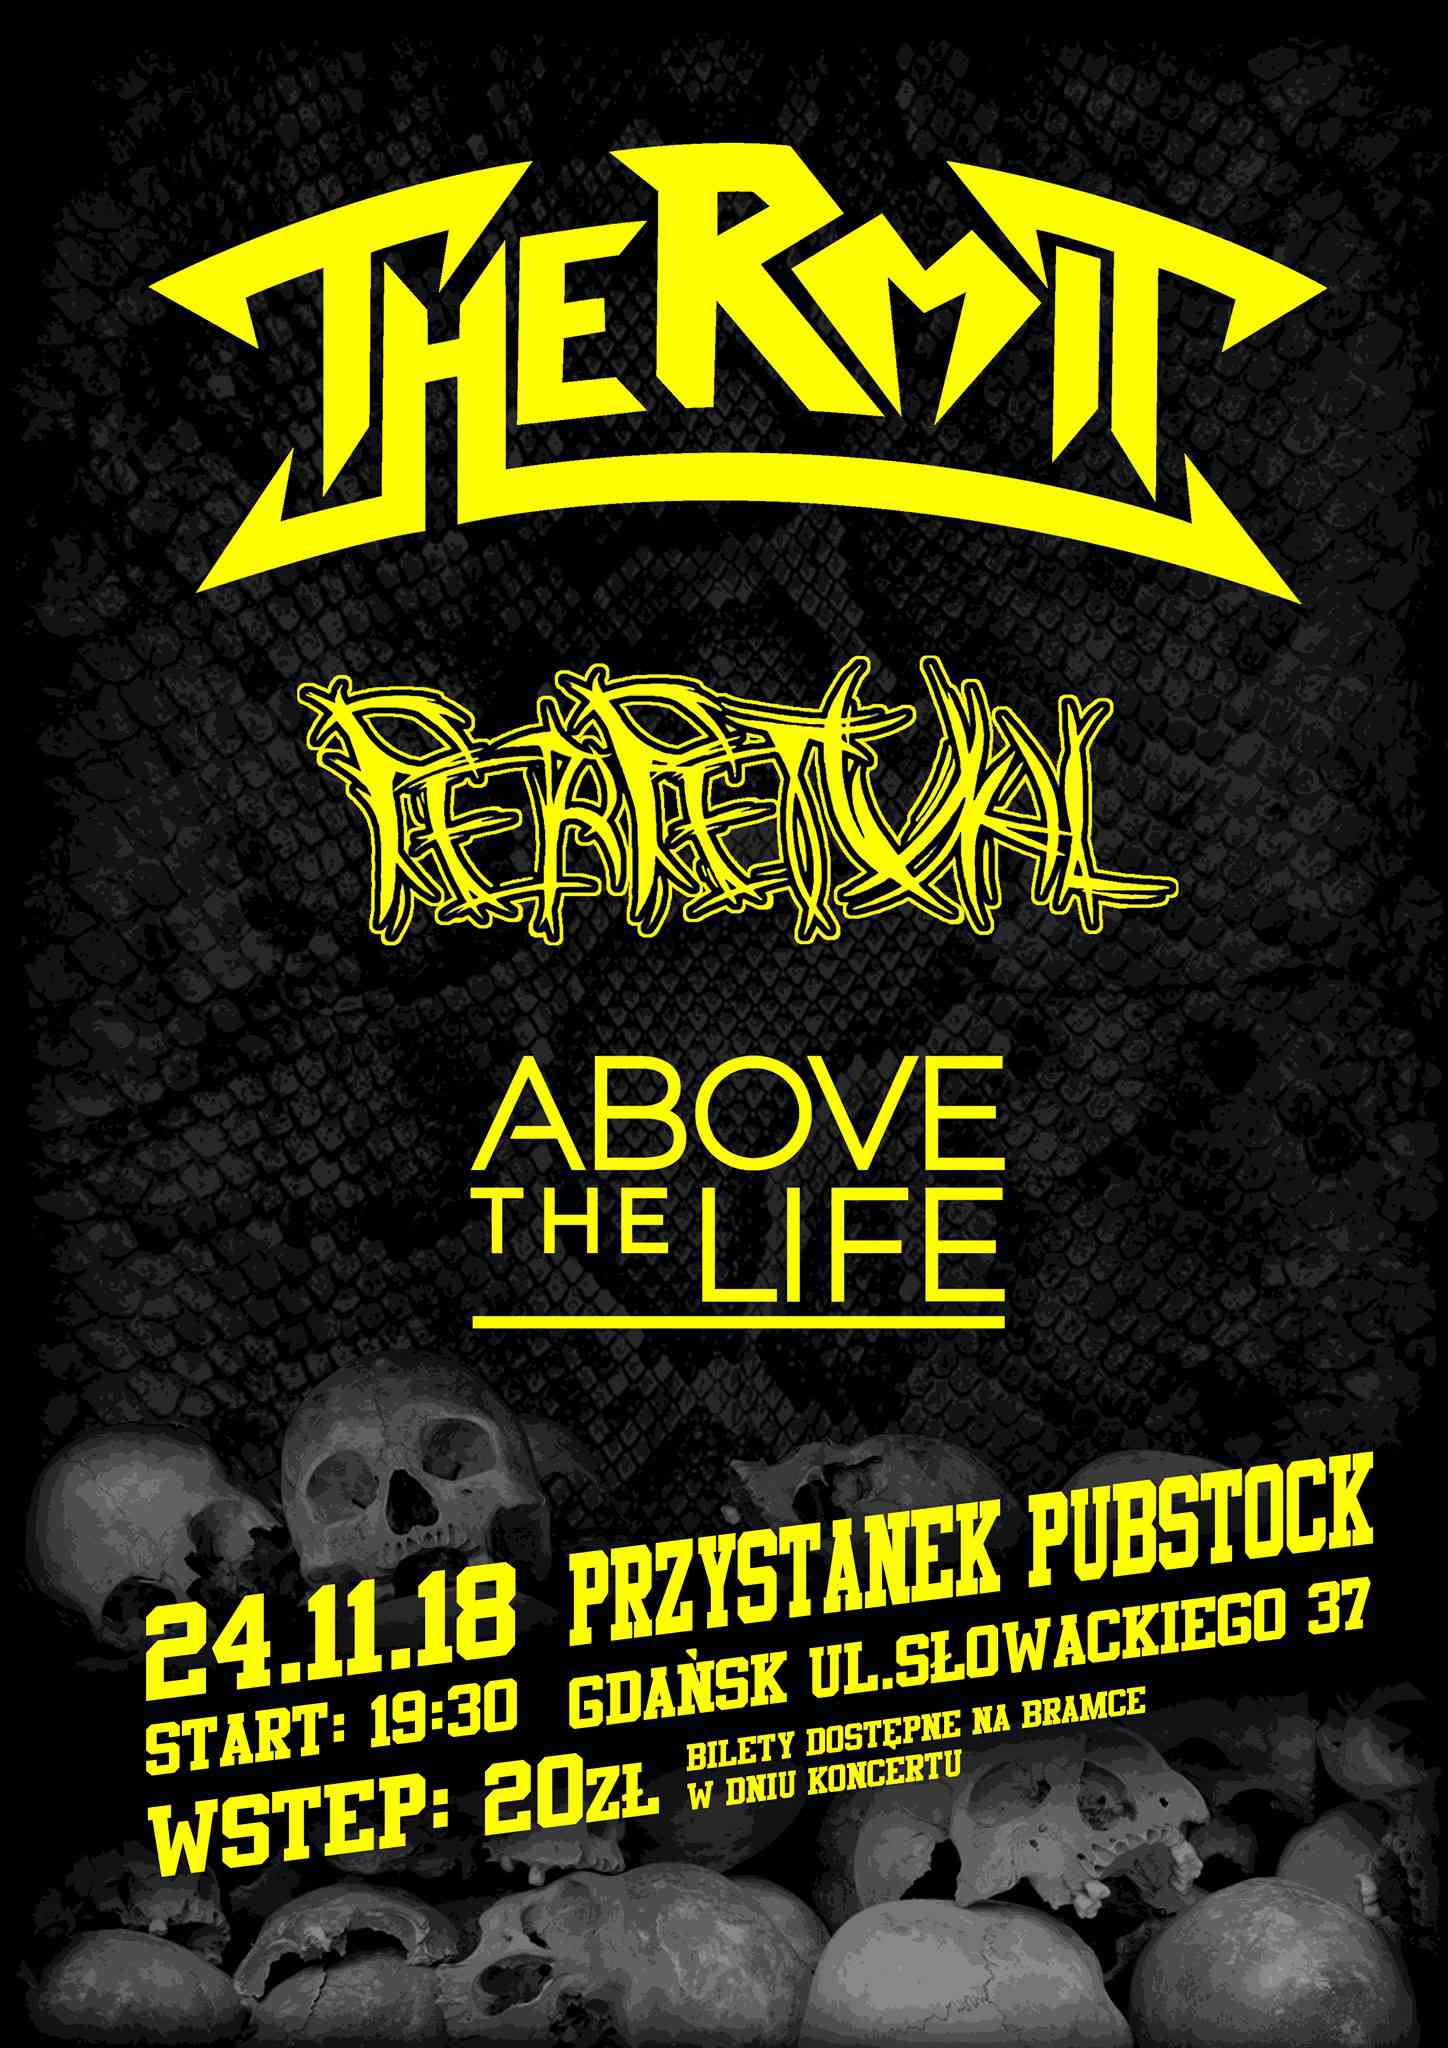 THERMIT
PERPETUAL
ABOVE
THE LIFE
24.11.18
START: 19:30
WSTEP: 20ZŁ
PRZYSTANEK PUBSTOCK
GDAŃSK UL.SŁOWACKIEGO 37
BILETY DOSTĘPNE NA BRAMCE
W DNIU KONCERTU